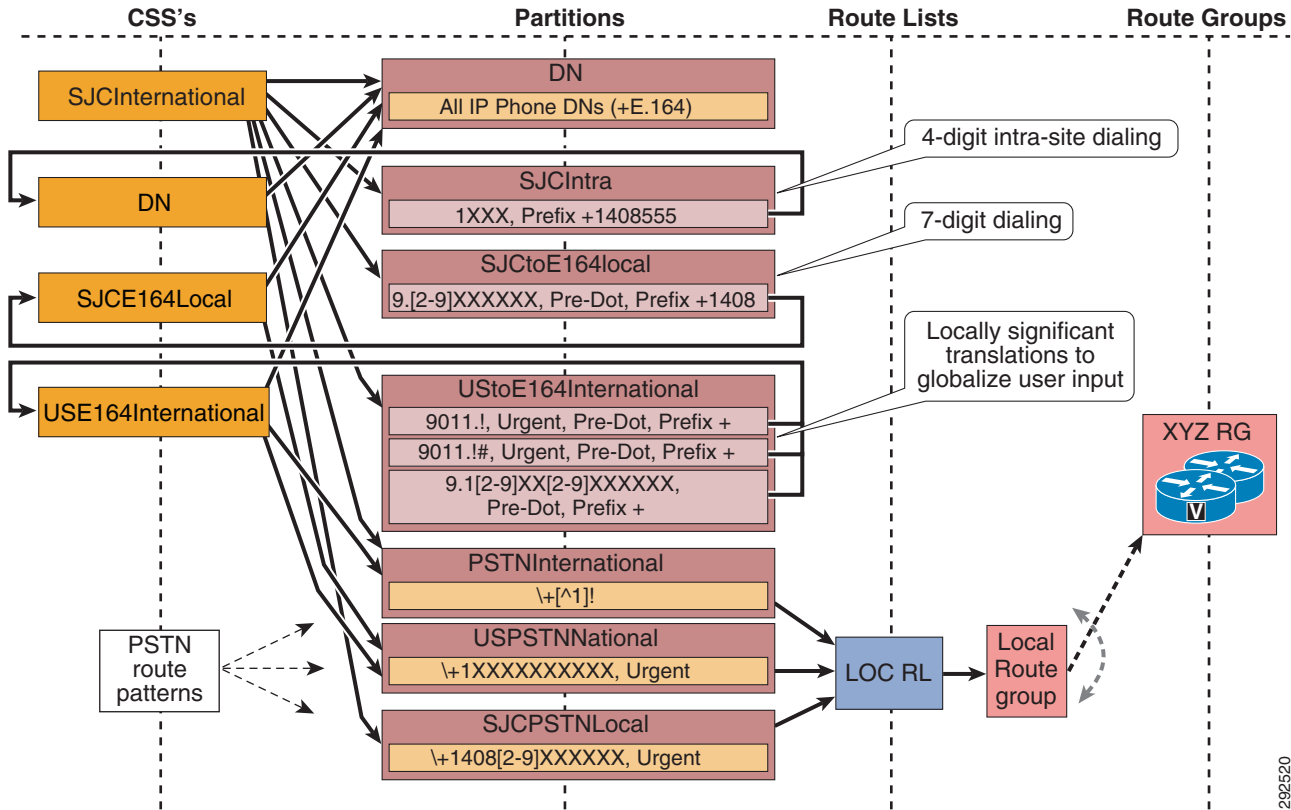 CSS's
Partitions
Route Lists
Route Groups
SJCInternational
DN
SJCE164Local
USE164International
PSTN
route
patterns
DN
All IP Phone DNs (+E.164)
SJCIntra
1XXX, Prefix +1408555
SJCtoE164local
9.[2-9]XXXXXX, Pre-Dot, Prefix +1408
UStoE164International
9011.!, Urgent, Pre-Dot, Prefix +
9011.!#, Urgent, Pre-Dot, Prefix +
9.1[2-9]XX[2-9]XXXXXX,
Pre-Dot, Prefix +
PSTNInternational
\+[^1]!
USPSTNNational
\+1XXXXXXXXXX, Urgent
SJCPSTNLocal
\+1408[2-9]XXXXXX, Urgent
4-digit intra-site dialing
7-digit dialing
Locally significant
translations to
globalize user input
LOC RL
Local
Route
group
XYZ RG
V
292520